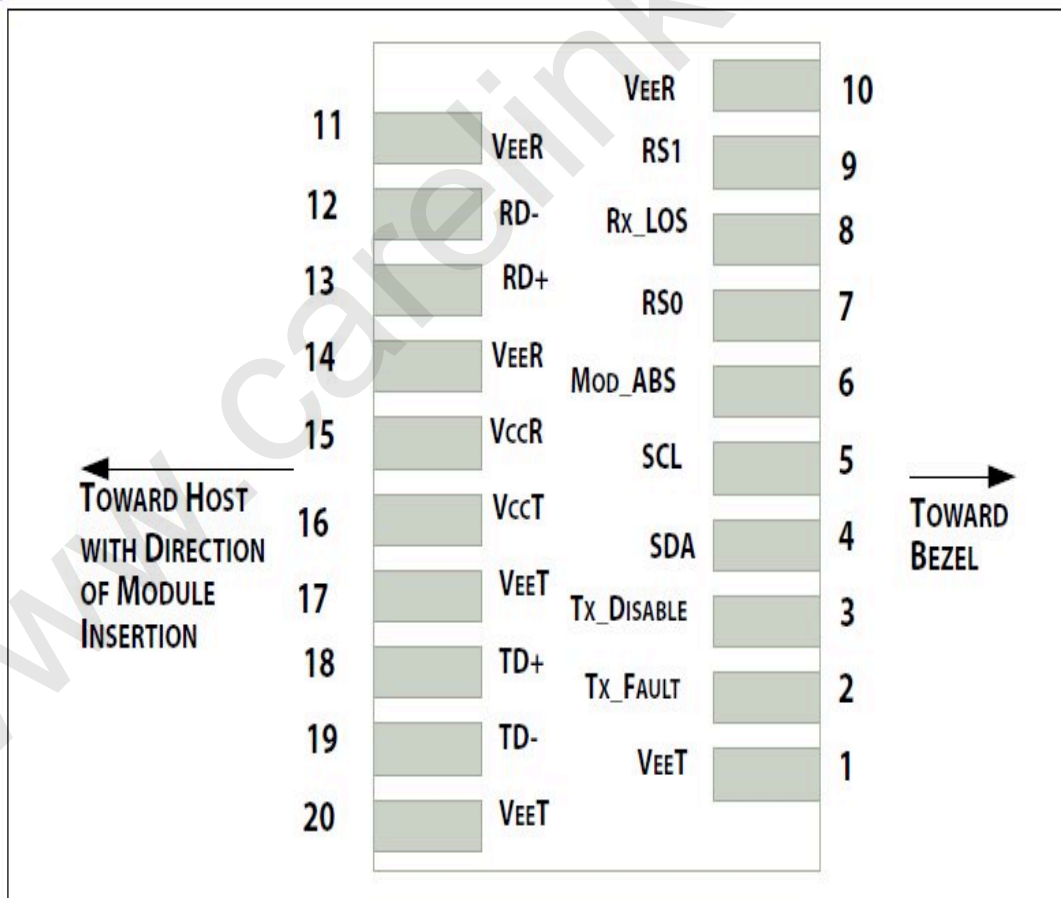 11
VEER
12
RD-
13
RD+
14
VEER
15
VCCR
16
VCCT
17
VEET
18
TD+
19
TD-
20
VEET
VEER
10
RS1
9
RX_LOS
8
RS0
7
MOD_ABS
6
SCL
5
SDA
4
TX_DISABLE
3
TX_FAULT
2
VEET
1
TOWARD HOST
WITH DIRECTION
OF MODULE
INSERTION
TOWARD
BEZEL
www.carelink